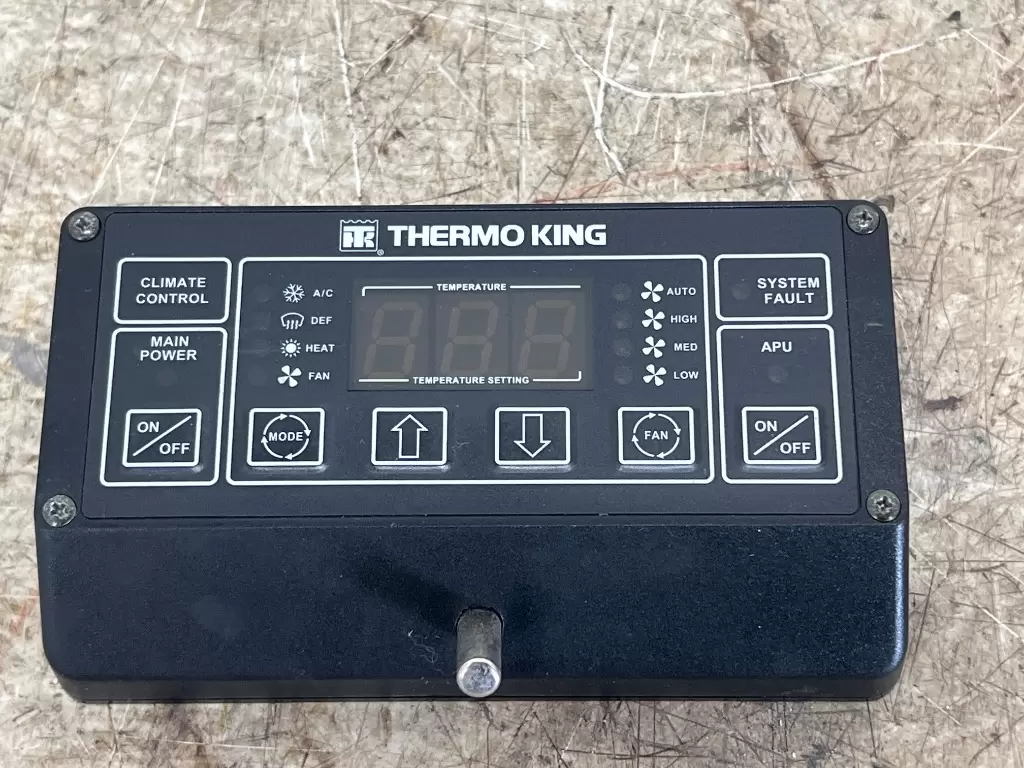 TK
® THERMO KING
CLIMATE
CONTROL
MAIN
POWER
ON
OFF
A/C
DEF
HEAT
FAN
TEMPERATURE
TEMPERATURE SETTING
AUTO
HIGH
MED
LOW
MODE
FAN
SYSTEM
FAULT
APU
ON
OFF